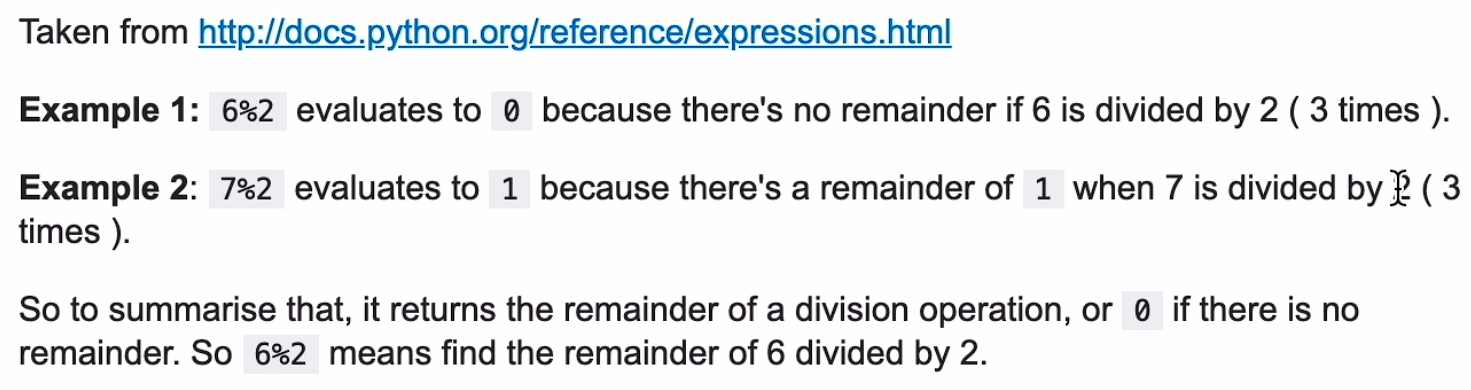 Taken from http://docs.python.org/reference/expressions.html
Example 1: 6%2 evaluates to 0 because there's no remainder if 6 is divided by 2 ( 3 times ).
Example 2: 7%2 evaluates to 1 because there's a remainder of 1 when 7 is divided by 2 ( 3
times ).
So to summarise that, it returns the remainder of a division operation, or 0 if there is no
remainder. So 6%2 means find the remainder of 6 divided by 2.